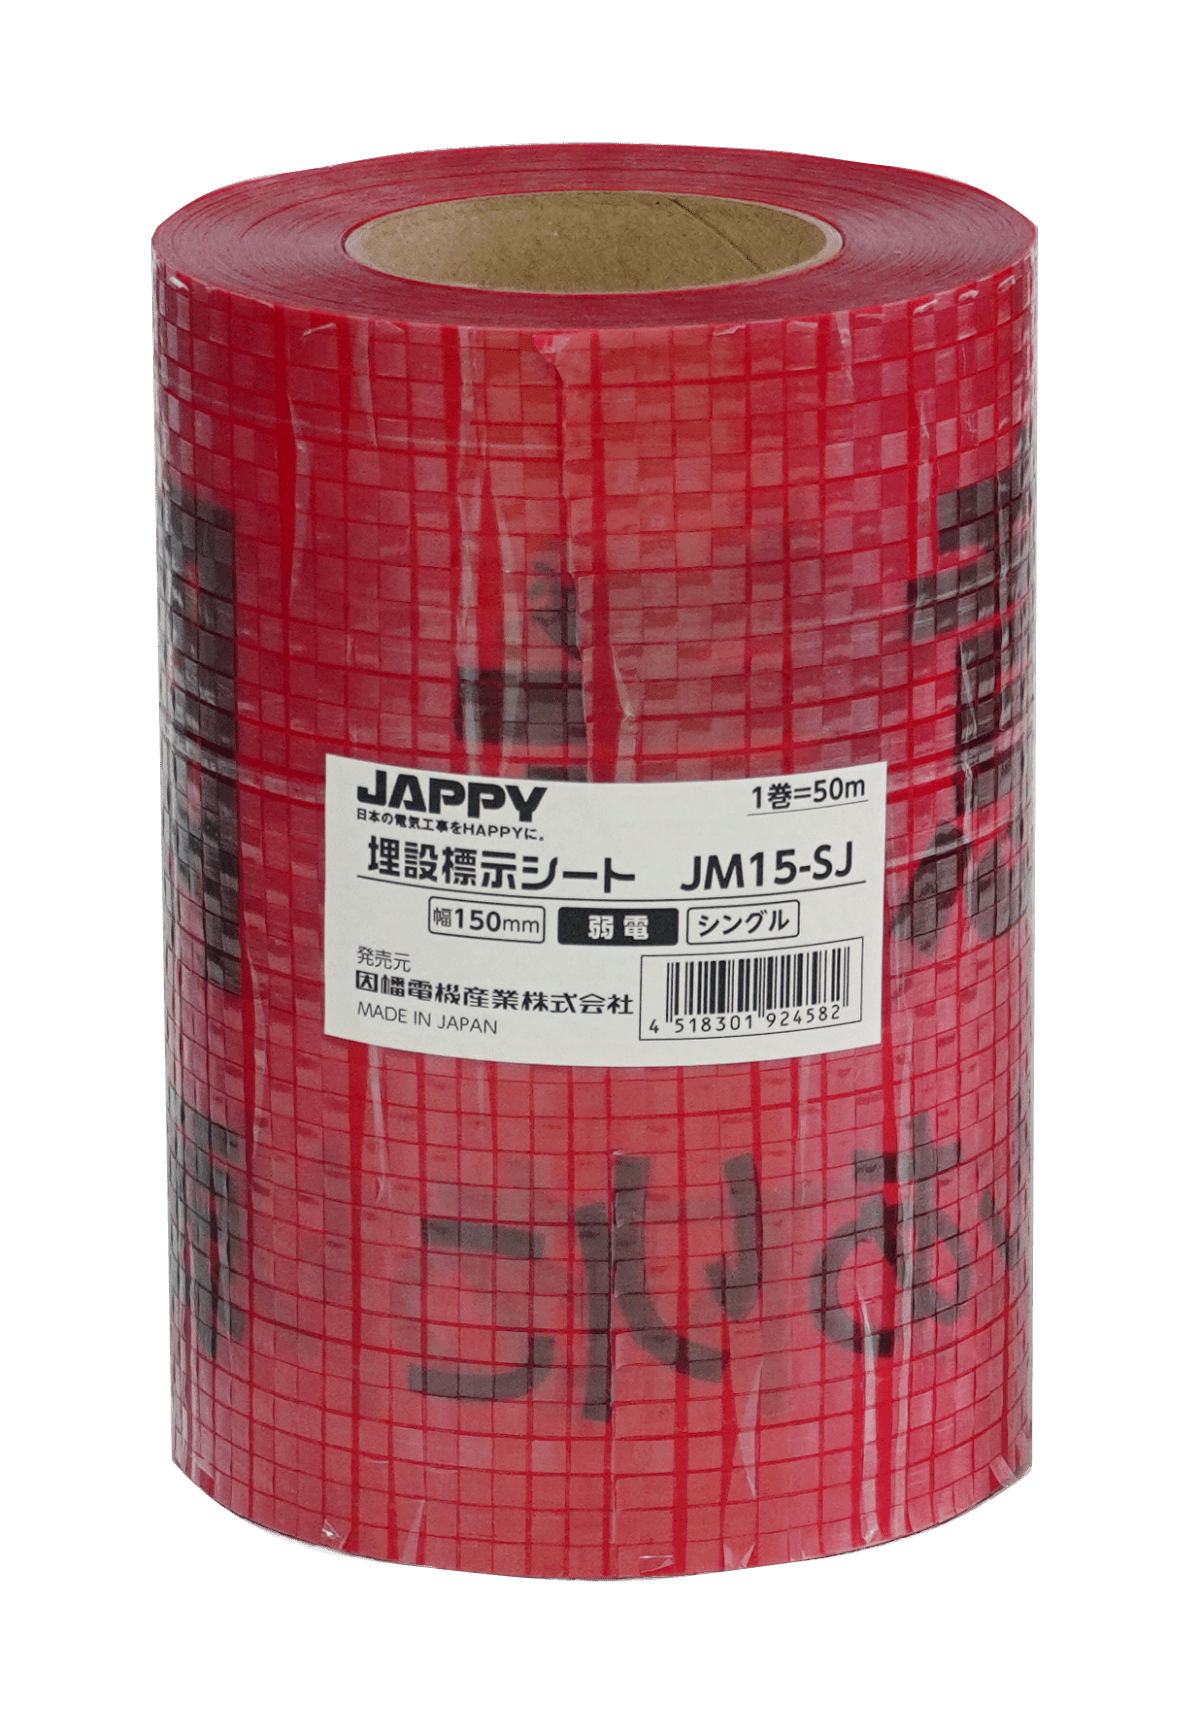 JAPPY
日本の電気工事をHAPPYに。
1巻=50m
埋設標示シート JM15-SJ
幅150mm 弱電 シングル
発売元
因幡電機産業株式会社
MADE IN JAPAN
4 518301 924582